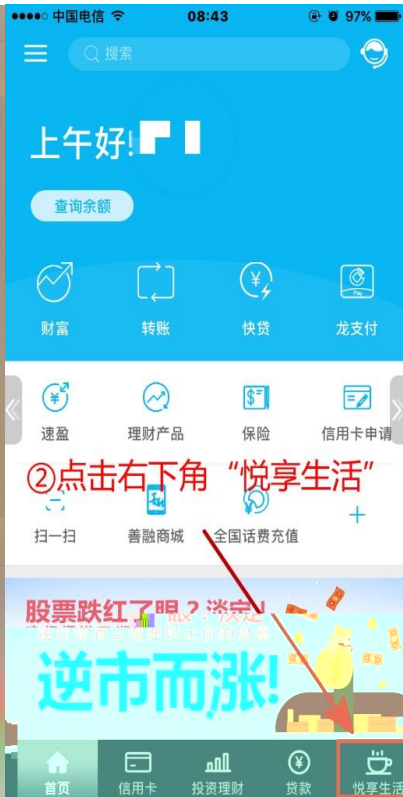 中国电信 08:43 97%
搜索
上午好!
查询余额
财富 转账 快贷 龙支付
速盈 理财产品 保险 信用卡申请
②点击右下角“悦享生活”
扫一扫 善融商城 全国话费充值
股票跌红了眼?淡定!
逆市而涨!
首页 信用卡 投资理财 贷款 悦享生活